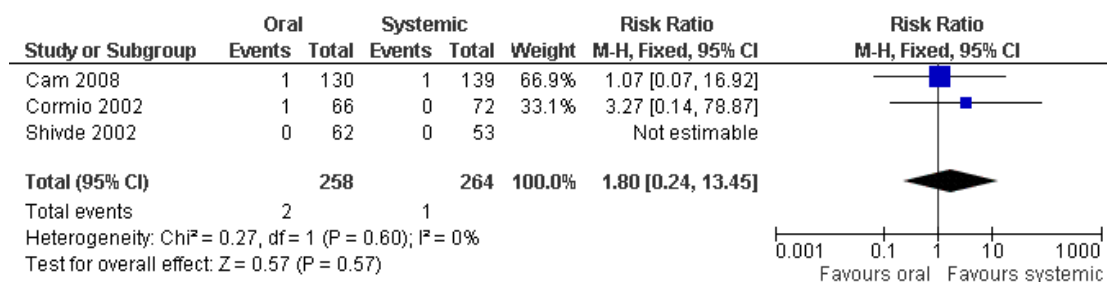 Oral Systemic Risk Ratio Risk Ratio
Study or Subgroup Events Total Events Total Weight M-H, Fixed, 95% CI M-H, Fixed, 95% CI
Cam 2008 1 130 1 139 66.9% 1.07 [0.07, 16.92]
Cormio 2002 1 66 0 72 33.1% 3.27 [0.14, 78.87]
Shivde 2002 0 62 0 53 Not estimable
Total (95% CI) 258 264 100.0% 1.80 [0.24, 13.45]
Total events 2 1
Heterogeneity: Chi² = 0.27, df = 1 (P = 0.60); I² = 0%
Test for overall effect: Z = 0.57 (P = 0.57)
0.001 0.1 1 10 1000
Favours oral Favours systemic